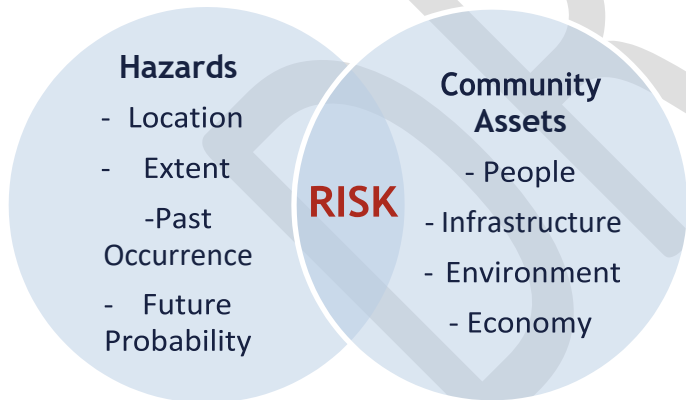 Hazards
- Location
- Extent
-Past
Occurrence
- Future
Probability
RISK
Community
Assets
- People
- Infrastructure
- Environment
- Economy